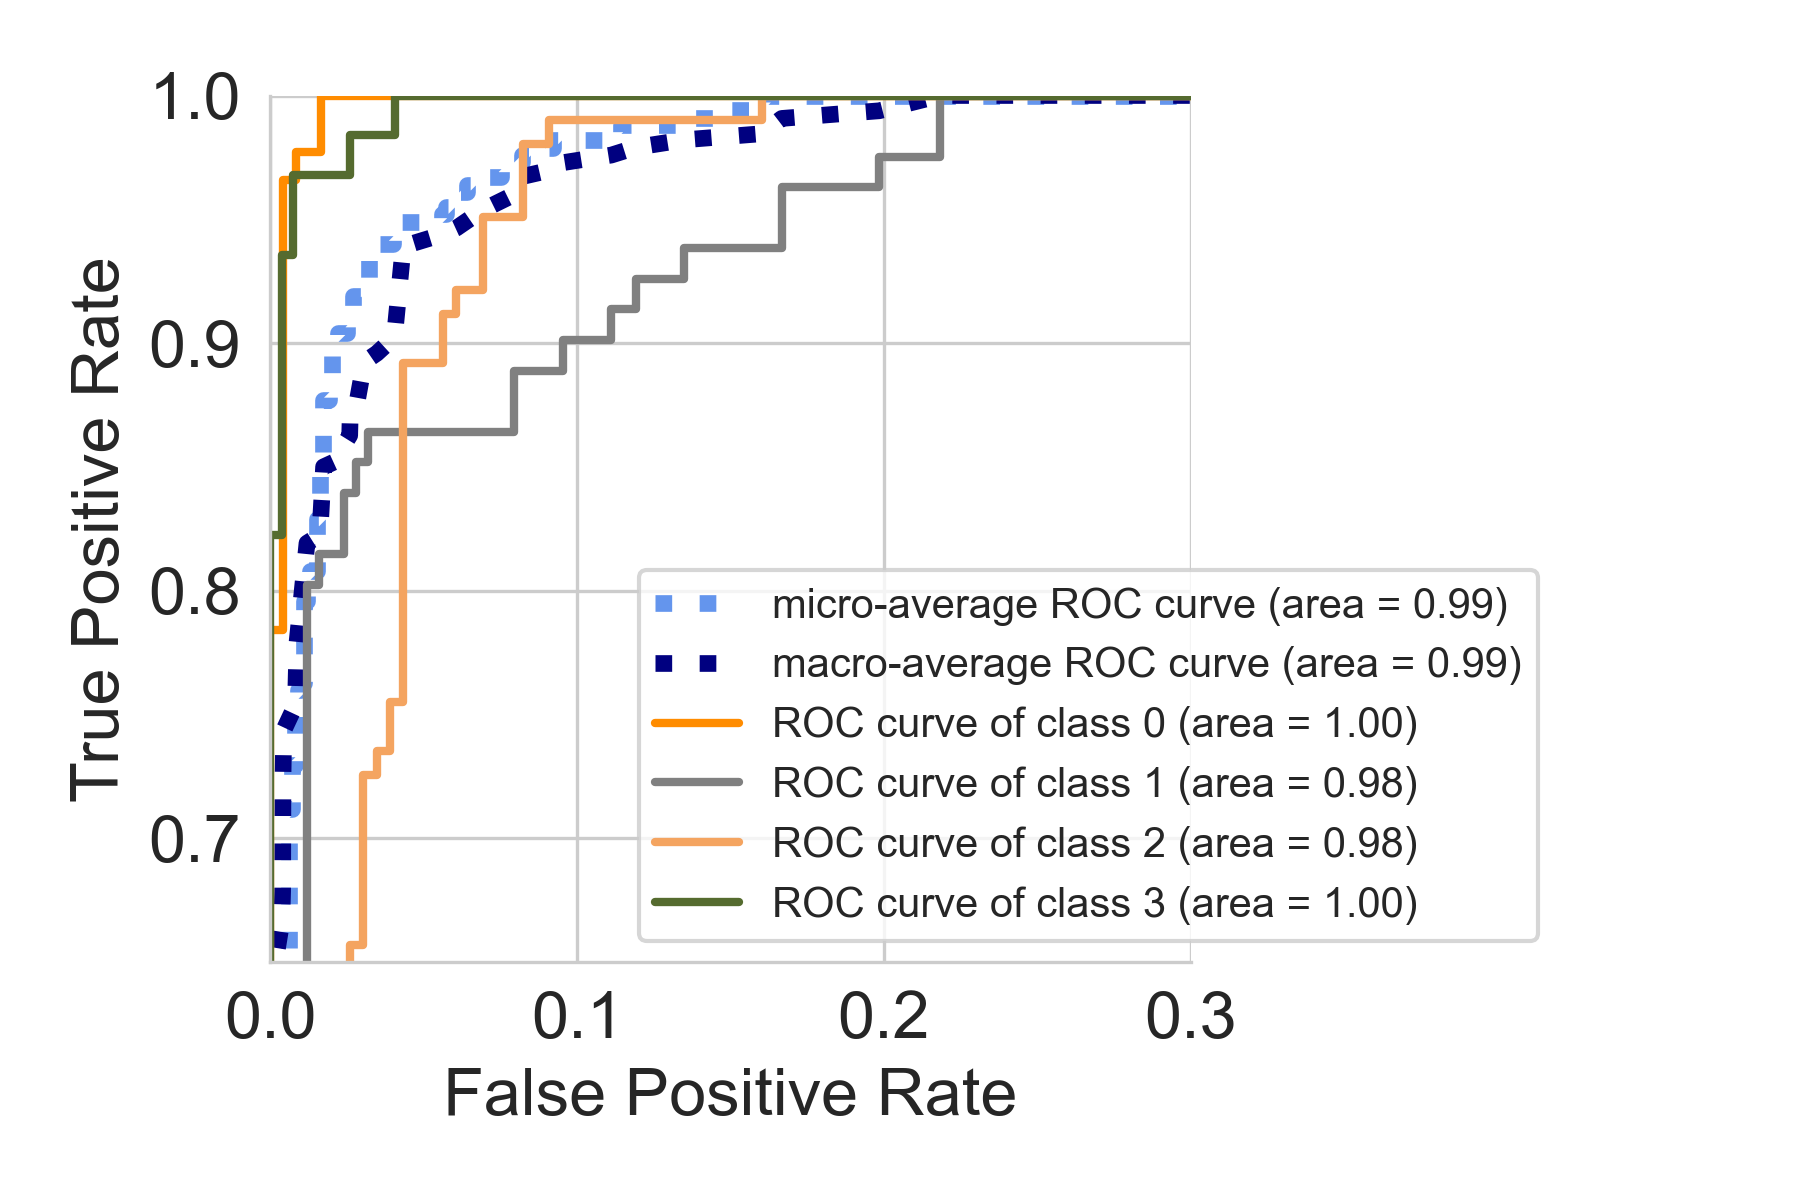 1.0
0.9
0.8
0.7
True Positive Rate
micro-average ROC curve (area = 0.99)
macro-average ROC curve (area = 0.99)
ROC curve of class 0 (area = 1.00)
ROC curve of class 1 (area = 0.98)
ROC curve of class 2 (area = 0.98)
ROC curve of class 3 (area = 1.00)
0.0 0.1 0.2 0.3
False Positive Rate